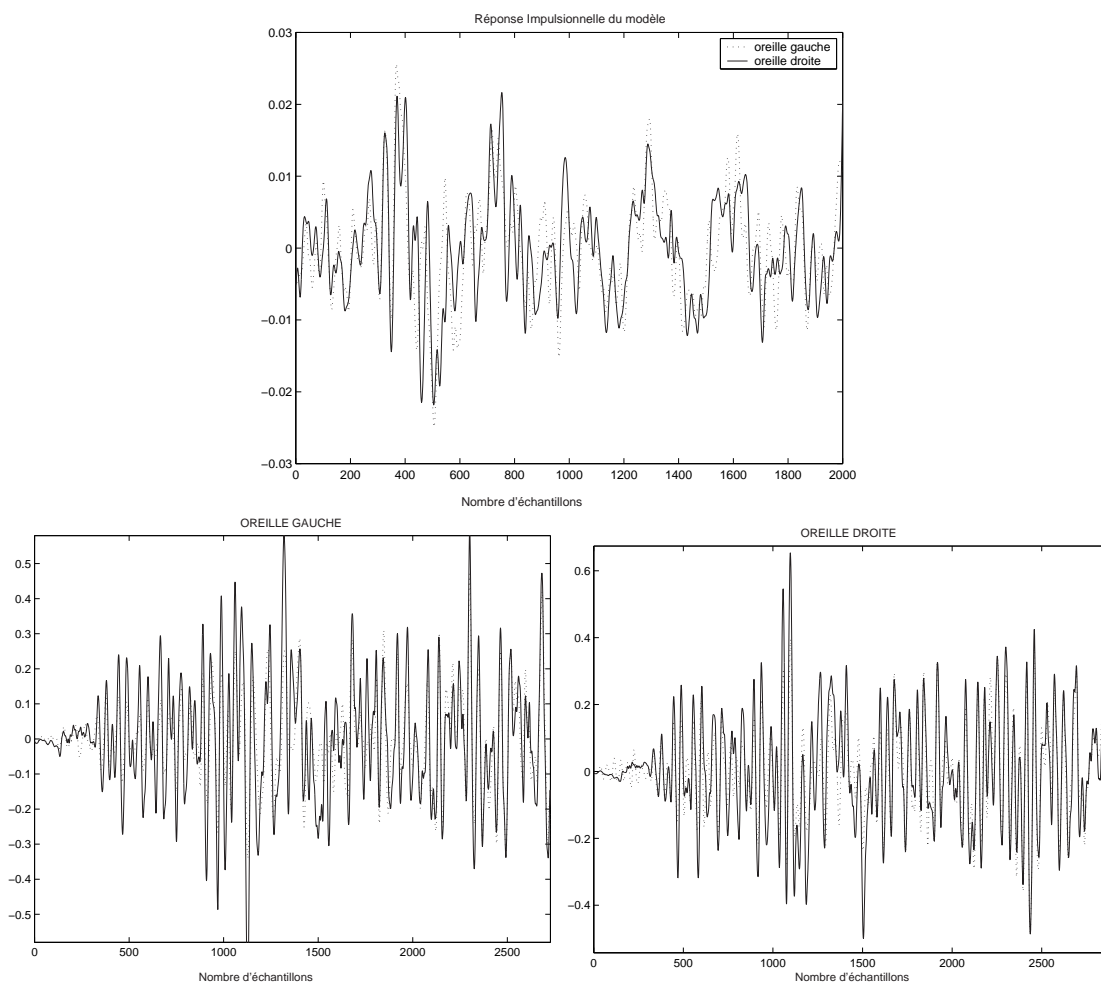 Réponse Impulsionnelle du modèle
0.03
0.02
0.01
0
−0.01
−0.02
−0.03
oreille gauche
oreille droite
0 200 400 600 800 1000 1200 1400 1600 1800 2000
Nombre d'échantillons
OREILLE GAUCHE
0.5
0.4
0.3
0.2
0.1
0
−0.1
−0.2
−0.3
−0.4
−0.5
0 500 1000 1500 2000 2500
Nombre d'échantillons
OREILLE DROITE
0.6
0.4
0.2
0
−0.2
−0.4
0 500 1000 1500 2000 2500
Nombre d'échantillons